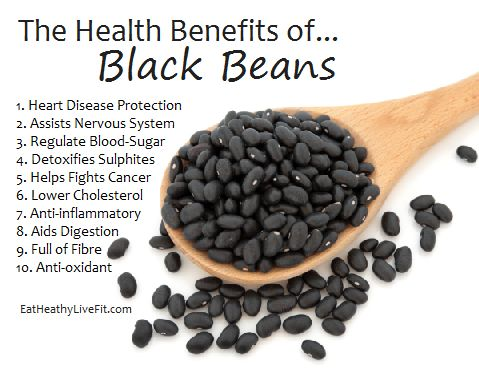 The Health Benefits of...
Black Beans
1. Heart Disease Protection
2. Assists Nervous System
3. Regulate Blood-Sugar
4. Detoxifies Sulphites
5. Helps Fights Cancer
6. Lower Cholesterol
7. Anti-inflammatory
8. Aids Digestion
9. Full of Fibre
10. Anti-oxidant
EatHeathyLiveFit.com